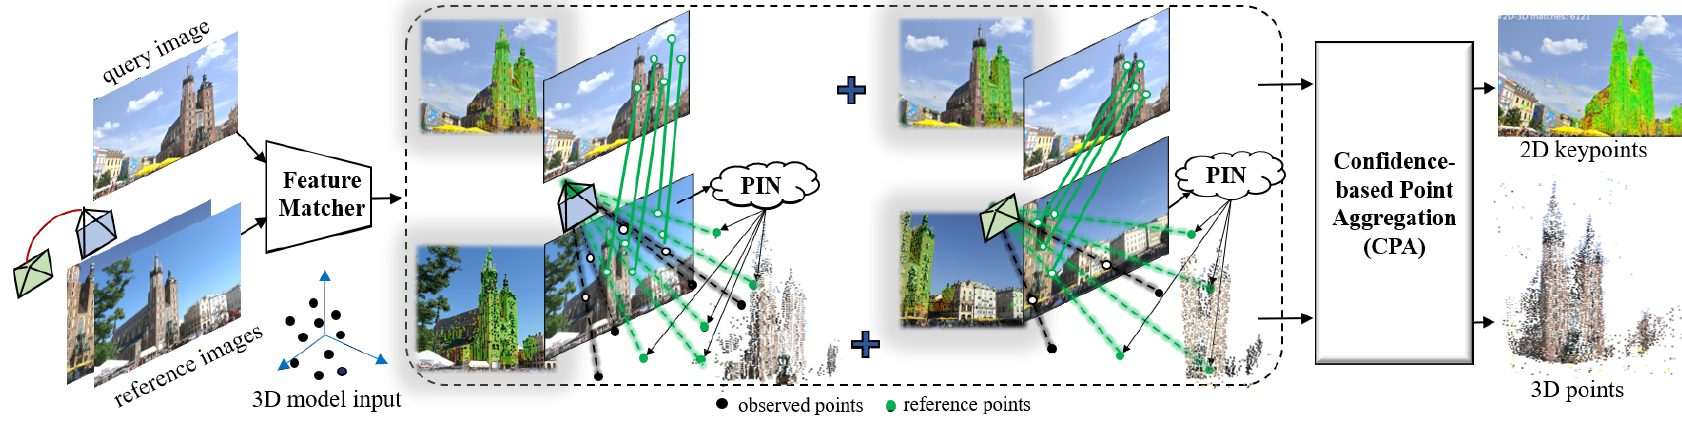 query image
reference images
Feature
Matcher
3D model input
PIN
PIN
observed points
reference points
Confidence-
based Point
Aggregation
(CPA)
#2D-3D matches: 6121
2D keypoints
3D points